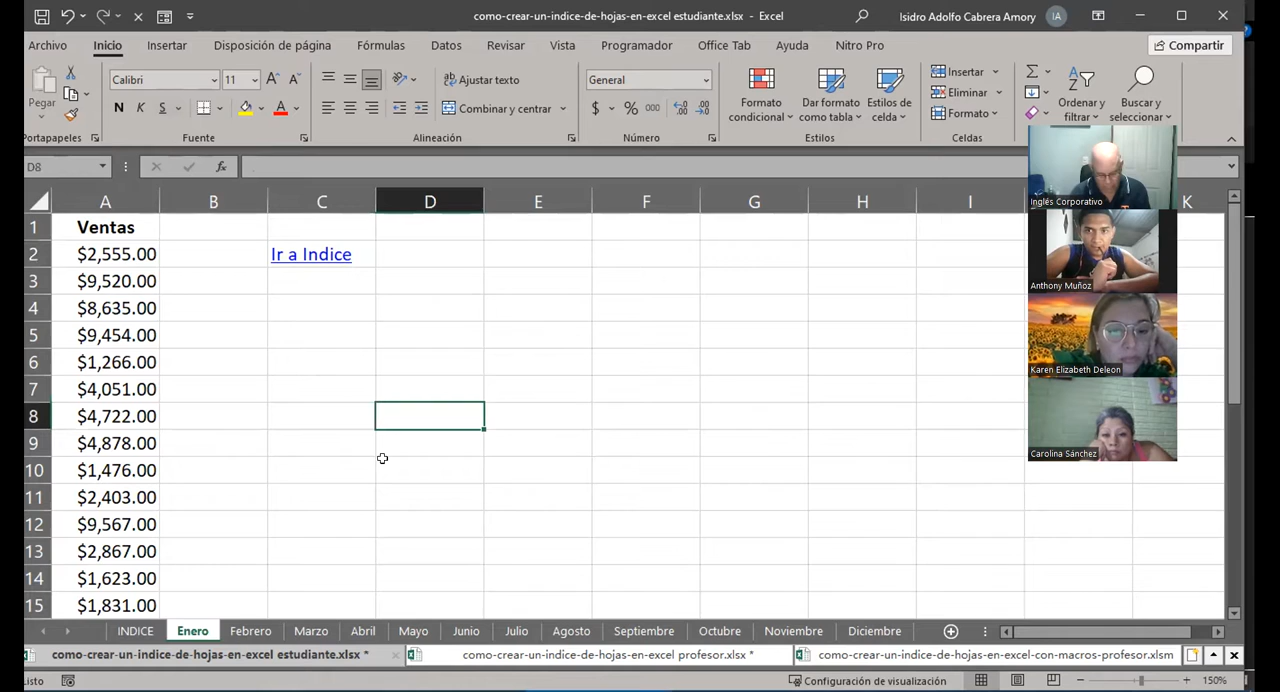 como-crear-un-indice-de-hojas-en-excel estudiante.xlsx - Excel
Isidro Adolfo Cabrera Amory
IA
Archivo Inicio Insertar Disposición de página Fórmulas Datos Revisar Vista Programador Office Tab Ayuda Nitro Pro Compartir
Pegar
Calibri 11
N K S
Ajustar texto
Combinar y centrar
General
$ % 000
Formato condicional
Dar formato como tabla
Estilos de celda
Insertar
Eliminar
Formato
Ordenar y filtrar
Buscar y seleccionar
Portapapeles Fuente Alineación Número Estilos Celdas
D8 fx
A B C D E F G H I K
1 Ventas
2 $2,555.00 Ir a Indice
3 $9,520.00
4 $8,635.00
5 $9,454.00
6 $1,266.00
7 $4,051.00
8 $4,722.00
9 $4,878.00
10 $1,476.00
11 $2,403.00
12 $9,567.00
13 $2,867.00
14 $1,623.00
15 $1,831.00
Inglés Corporativo
Anthony Muñoz
Karen Elizabeth Deleon
Carolina Sánchez
INDICE Enero Febrero Marzo Abril Mayo Junio Julio Agosto Septiembre Octubre Noviembre Diciembre
como-crear-un-indice-de-hojas-en-excel estudiante.xlsx * como-crear-un-indice-de-hojas-en-excel profesor.xlsx * como-crear-un-indice-de-hojas-en-excel-con-macros-profesor.xlsm
Listo Configuración de visualización 150%